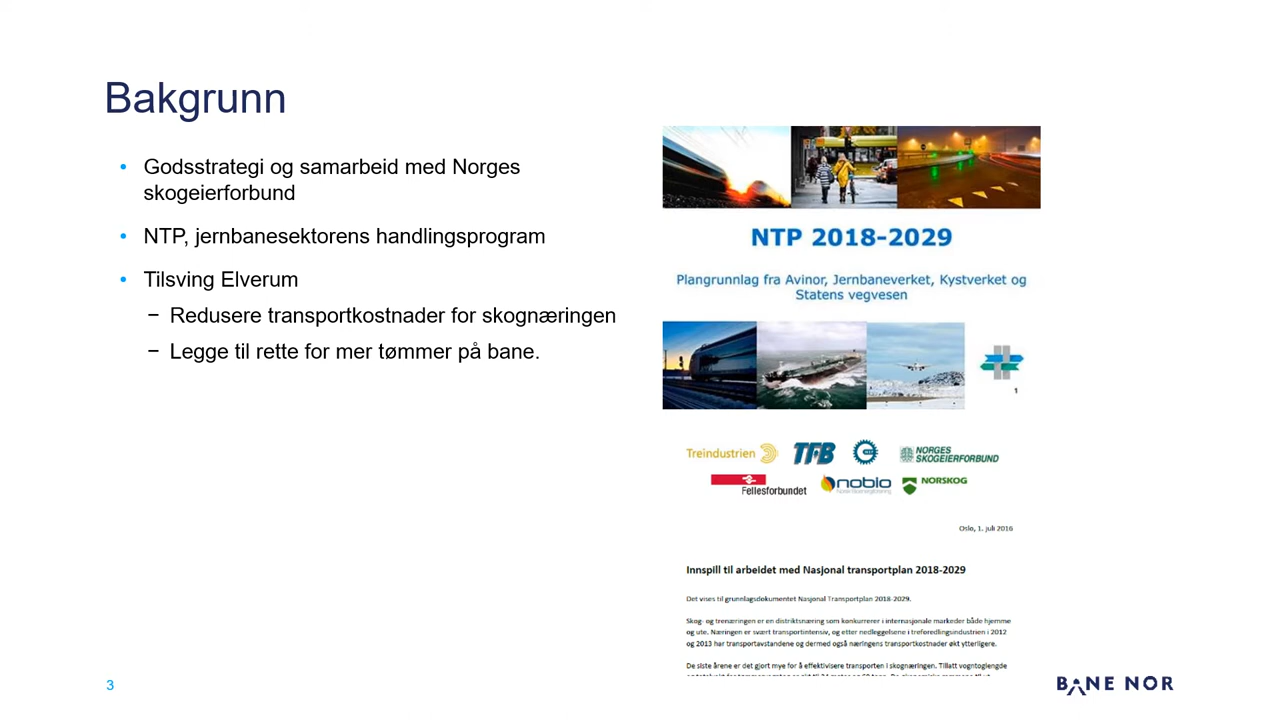 Bakgrunn
• Godsstrategi og samarbeid med Norges
skogeierforbund
• NTP, jernbanesektorens handlingsprogram
• Tilsving Elverum
− Redusere transportkostnader for skognæringen
− Legge til rette for mer tømmer på bane.
NTP 2018-2029
Plangrunnlag fra Avinor, Jernbaneverket, Kystverket og
Statens vegvesen
1
Treindustrien
TFB
NORGES
SKOGEIERFORBUND
Fellesforbundet
nobio
NORSKOG
Oslo, 1. juli 2016
Innspill til arbeidet med Nasjonal transportplan 2018-2029
Det vises til grunnlagsdokumentet Nasjonal Transportplan 2018-2029.
Skog- og trenæringen er en distriktsnæring som konkurrerer i internasjonale markeder både hjemme
og ute. Næringen er svært transportintensiv, og etter nedleggelsene i treforedlingsindustrien i 2012
og 2013 har transportavstandene og dermed også næringens transportkostnader økt ytterligere.
De siste årene er det gjort mye for å effektivisere transporten i skognæringen. Tillatt vogntoglengde
3
BANE NOR